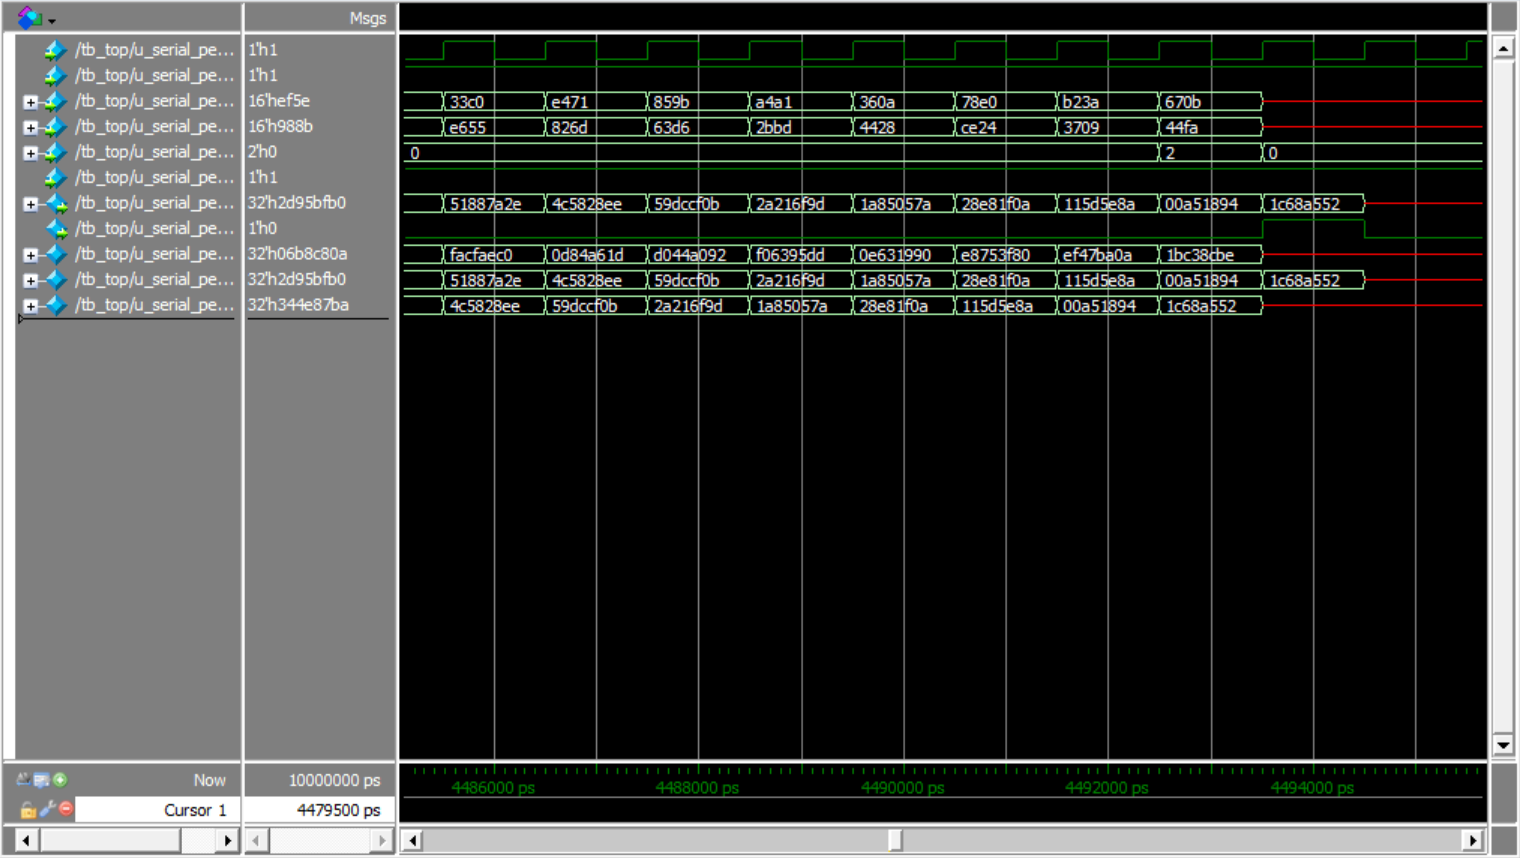 Msgs
/tb_top/u_serial_pe... 1'h1
/tb_top/u_serial_pe... 1'h1
/tb_top/u_serial_pe... 16'hef5e 33c0 e471 859b a4a1 360a 78e0 b23a 670b
/tb_top/u_serial_pe... 16'h988b e655 826d 63d6 2bbd 4428 ce24 3709 44fa
/tb_top/u_serial_pe... 2'h0 0 2 0
/tb_top/u_serial_pe... 1'h1
/tb_top/u_serial_pe... 32'h2d95bfb0 51887a2e 4c5828ee 59dccf0b 2a216f9d 1a85057a 28e81f0a 115d5e8a 00a51894 1c68a552
/tb_top/u_serial_pe... 1'h0
/tb_top/u_serial_pe... 32'h06b8c80a facfaec0 0d84a61d d044a092 f06395dd 0e631990 e8753f80 ef47ba0a 1bc38cbe
/tb_top/u_serial_pe... 32'h2d95bfb0 51887a2e 4c5828ee 59dccf0b 2a216f9d 1a85057a 28e81f0a 115d5e8a 00a51894 1c68a552
/tb_top/u_serial_pe... 32'h344e87ba 4c5828ee 59dccf0b 2a216f9d 1a85057a 28e81f0a 115d5e8a 00a51894 1c68a552
Now 10000000 ps
4486000 ps 4488000 ps 4490000 ps 4492000 ps 4494000 ps
Cursor 1 4479500 ps